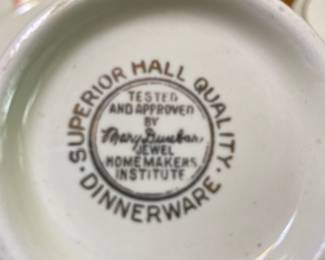 SUPERIOR HALL QUALITY
TESTED
AND APPROVED
BY
Mary Dunbar
JEWEL
HOMEMAKERS
INSTITUTE
· DINNERWARE ·